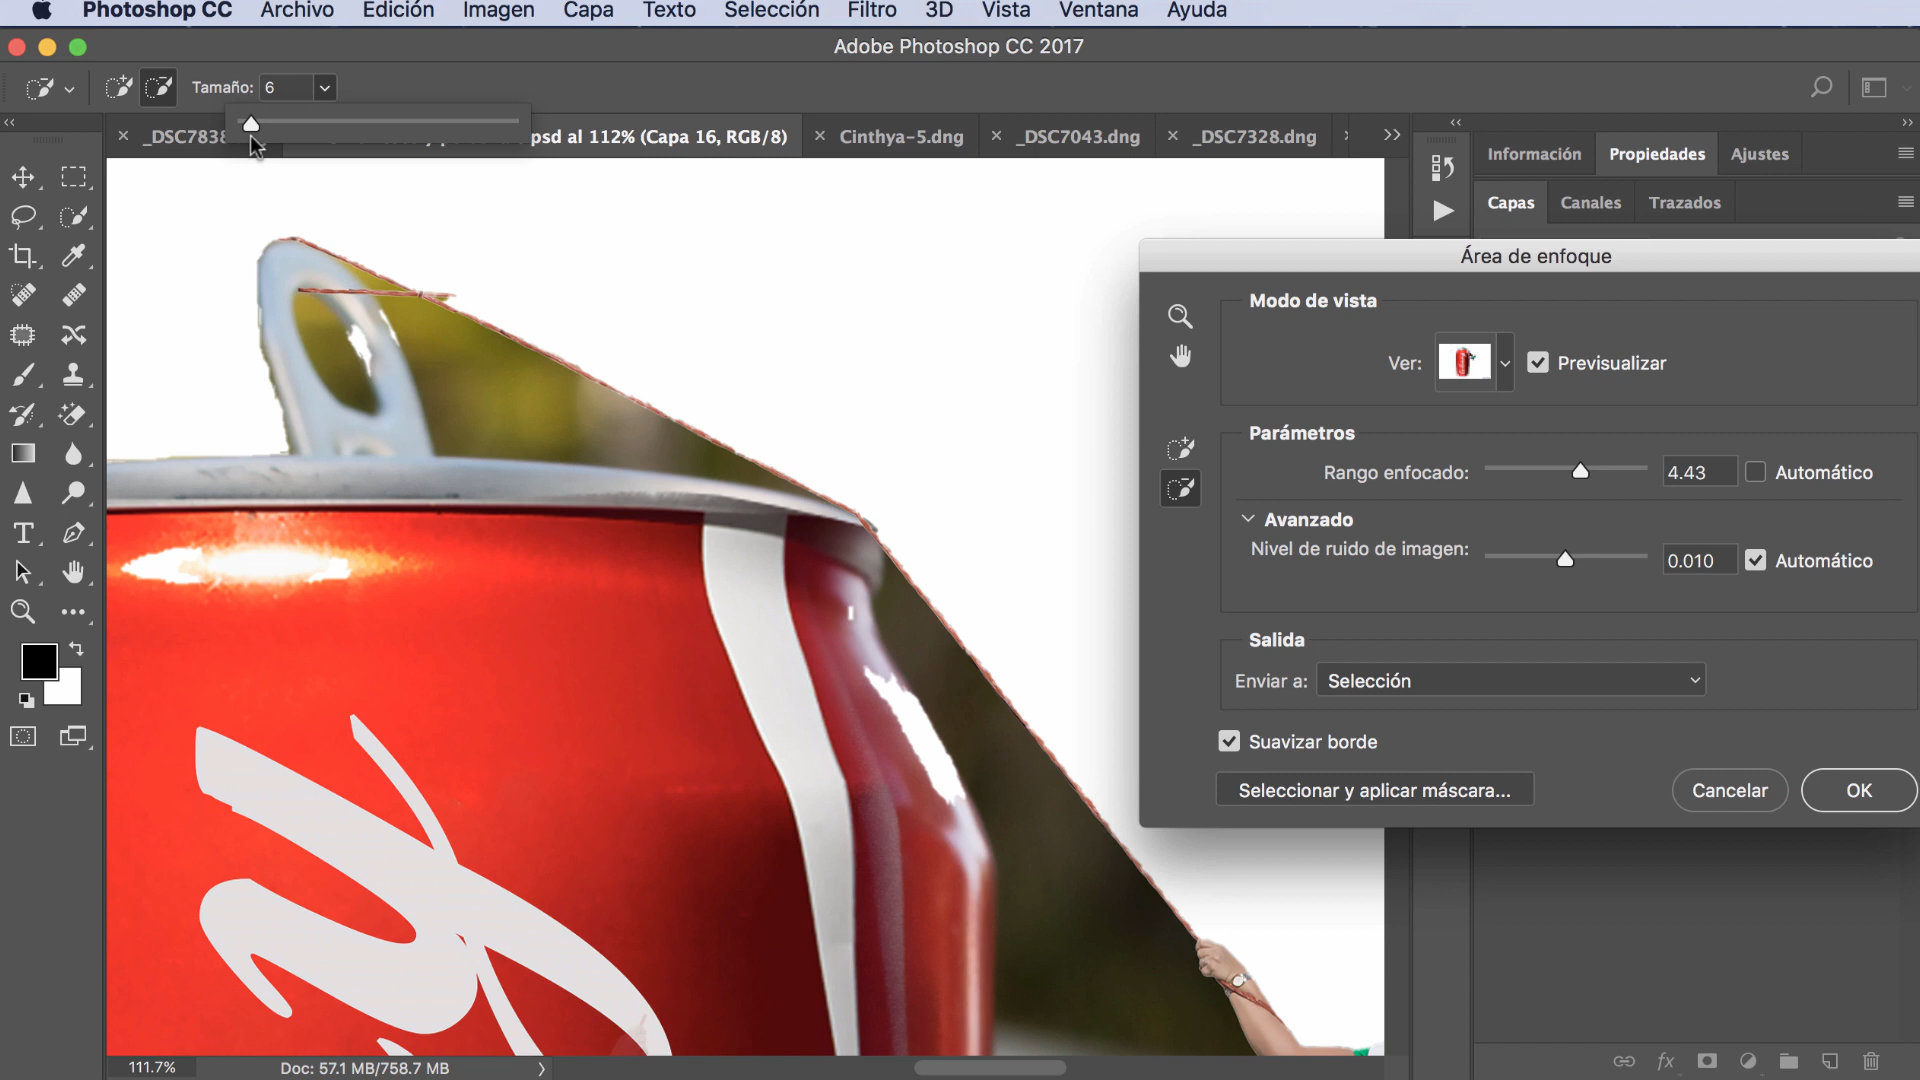 Photoshop CC Archivo Edición Imagen Capa Texto Selección Filtro 3D Vista Ventana Ayuda
Adobe Photoshop CC 2017
Tamaño: 6
_DSC7838 psd al 112% (Capa 16, RGB/8) Cinthya-5.dng _DSC7043.dng _DSC7328.dng
Información Propiedades Ajustes
Capas Canales Trazados
Área de enfoque
Modo de vista
Ver: Previsualizar
Parámetros
Rango enfocado: 4.43 Automático
Avanzado
Nivel de ruido de imagen: 0.010 Automático
Salida
Enviar a: Selección
Suavizar borde
Seleccionar y aplicar máscara... Cancelar OK
111.7% Doc: 57.1 MB/758.7 MB
fx